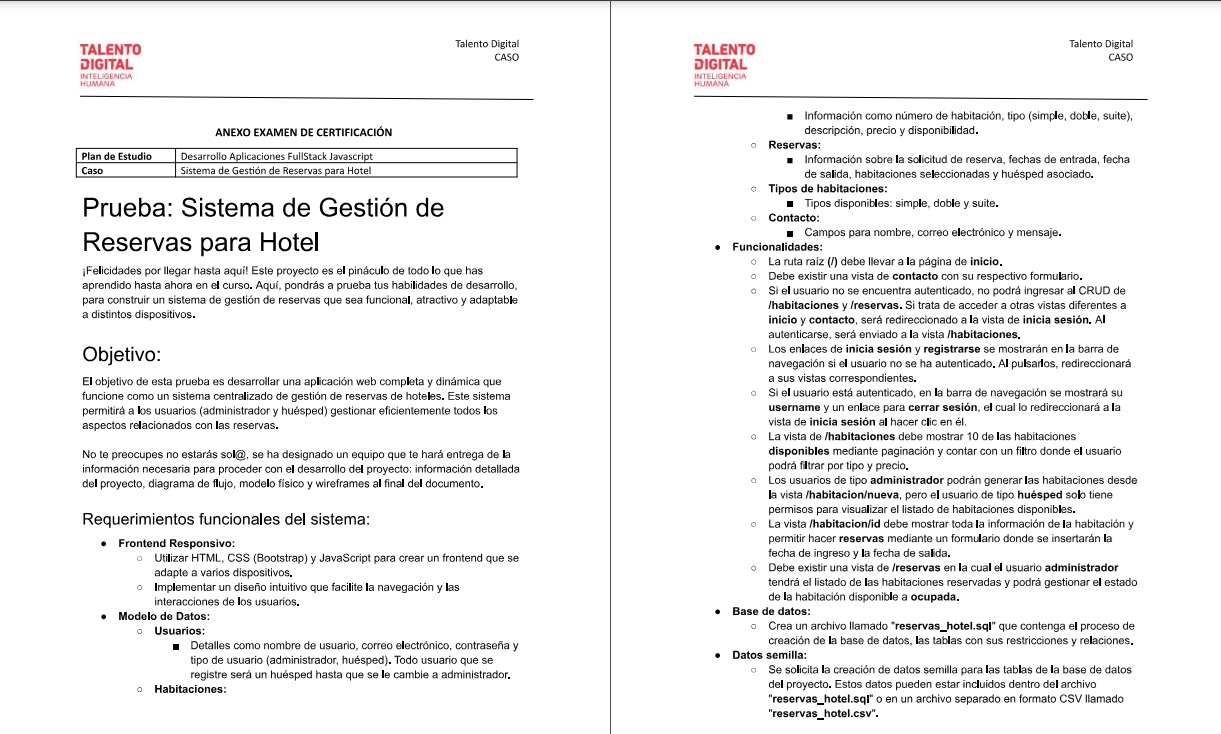 TALENTO
DIGITAL
INTELIGENCIA
HUMANA
Talento Digital
CASO
ANEXO EXAMEN DE CERTIFICACIÓN
Plan de Estudio Desarrollo Aplicaciones FullStack Javascript
Caso Sistema de Gestión de Reservas para Hotel
Prueba: Sistema de Gestión de
Reservas para Hotel
¡Felicidades por llegar hasta aquí! Este proyecto es el pináculo de todo lo que has
aprendido hasta ahora en el curso. Aquí, pondrás a prueba tus habilidades de desarrollo,
para construir un sistema de gestión de reservas que sea funcional, atractivo y adaptable
a distintos dispositivos.
Objetivo:
El objetivo de esta prueba es desarrollar una aplicación web completa y dinámica que
funcione como un sistema centralizado de gestión de reservas de hoteles. Este sistema
permitirá a los usuarios (administrador y huésped) gestionar eficientemente todos los
aspectos relacionados con las reservas.
No te preocupes no estarás sol@, se ha designado un equipo que te hará entrega de la
información necesaria para proceder con el desarrollo del proyecto: información detallada
del proyecto, diagrama de flujo, modelo físico y wireframes al final del documento.
Requerimientos funcionales del sistema:
● Frontend Responsivo:
○ Utilizar HTML, CSS (Bootstrap) y JavaScript para crear un frontend que se
adapte a varios dispositivos.
○ Implementar un diseño intuitivo que facilite la navegación y las
interacciones de los usuarios.
● Modelo de Datos:
○ Usuarios:
■ Detalles como nombre de usuario, correo electrónico, contraseña y
tipo de usuario (administrador, huésped). Todo usuario que se
registre será un huésped hasta que se le cambie a administrador.
○ Habitaciones:
TALENTO
DIGITAL
INTELIGENCIA
HUMANA
Talento Digital
CASO
■ Información como número de habitación, tipo (simple, doble, suite),
descripción, precio y disponibilidad.
○ Reservas:
■ Información sobre la solicitud de reserva, fechas de entrada, fecha
de salida, habitaciones seleccionadas y huésped asociado.
○ Tipos de habitaciones:
■ Tipos disponibles: simple, doble y suite.
○ Contacto:
■ Campos para nombre, correo electrónico y mensaje.
● Funcionalidades:
○ La ruta raíz (/) debe llevar a la página de inicio.
○ Debe existir una vista de contacto con su respectivo formulario.
○ Si el usuario no se encuentra autenticado, no podrá ingresar al CRUD de
/habitaciones y /reservas. Si trata de acceder a otras vistas diferentes a
inicio y contacto, será redireccionado a la vista de inicia sesión. Al
autenticarse, será enviado a la vista /habitaciones.
○ Los enlaces de inicia sesión y registrarse se mostrarán en la barra de
navegación si el usuario no se ha autenticado. Al pulsarlos, redireccionará
a sus vistas correspondientes.
○ Si el usuario está autenticado, en la barra de navegación se mostrará su
username y un enlace para cerrar sesión, el cual lo redireccionará a la
vista de inicia sesión al hacer clic en él.
○ La vista de /habitaciones debe mostrar 10 de las habitaciones
disponibles mediante paginación y contar con un filtro donde el usuario
podrá filtrar por tipo y precio.
○ Los usuarios de tipo administrador podrán generar las habitaciones desde
la vista /habitacion/nueva, pero el usuario de tipo huésped solo tiene
permisos para visualizar el listado de habitaciones disponibles.
○ La vista /habitacion/id debe mostrar toda la información de la habitación y
permitir hacer reservas mediante un formulario donde se insertarán la
fecha de ingreso y la fecha de salida.
○ Debe existir una vista de /reservas en la cual el usuario administrador
tendrá el listado de las habitaciones reservadas y podrá gestionar el estado
de la habitación disponible a ocupada.
● Base de datos:
○ Crea un archivo llamado "reservas_hotel.sql" que contenga el proceso de
creación de la base de datos, las tablas con sus restricciones y relaciones.
● Datos semilla:
○ Se solicita la creación de datos semilla para las tablas de la base de datos
del proyecto. Estos datos pueden estar incluidos dentro del archivo
"reservas_hotel.sql" o en un archivo separado en formato CSV llamado
"reservas_hotel.csv".